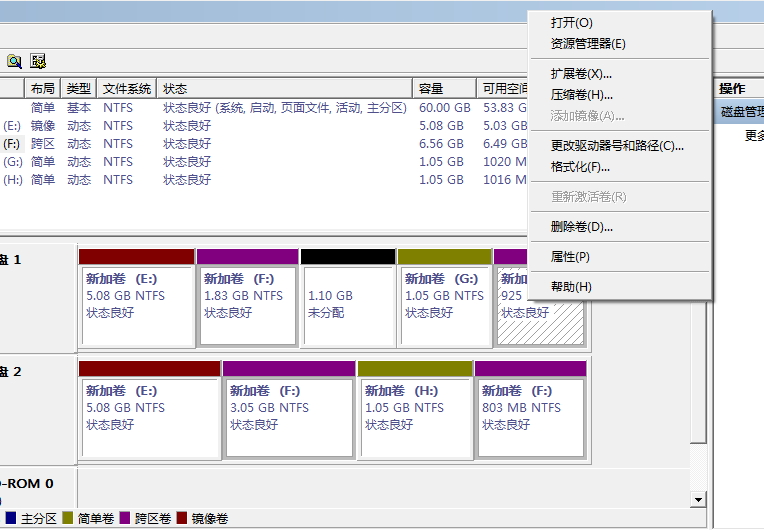 布局 类型 文件系统 状态 容量 可用空间
简单 基本 NTFS 状态良好 (系统, 启动, 页面文件, 活动, 主分区) 60.00 GB 53.83 G
(E:) 镜像 动态 NTFS 状态良好 5.08 GB 5.03 GB
(F:) 跨区 动态 NTFS 状态良好 6.56 GB 6.49 GB
(G:) 简单 动态 NTFS 状态良好 1.05 GB 1020 M
(H:) 简单 动态 NTFS 状态良好 1.05 GB 1016 M
打开(O)
资源管理器(E)
扩展卷(X)...
压缩卷(H)...
添加镜像(A)...
更改驱动器号和路径(C)...
格式化(F)...
重新激活卷(R)
删除卷(D)...
属性(P)
帮助(H)
操作
磁盘管理
更多
盘 1
新加卷 (E:)
5.08 GB NTFS
状态良好
新加卷 (F:)
1.83 GB NTFS
状态良好
1.10 GB
未分配
新加卷 (G:)
1.05 GB NTFS
状态良好
新加
925
状态良好
盘 2
新加卷 (E:)
5.08 GB NTFS
状态良好
新加卷 (F:)
3.05 GB NTFS
状态良好
新加卷 (H:)
1.05 GB NTFS
状态良好
新加卷 (F:)
803 MB NTFS
状态良好
-ROM 0
主分区 简单卷 跨区卷 镜像卷